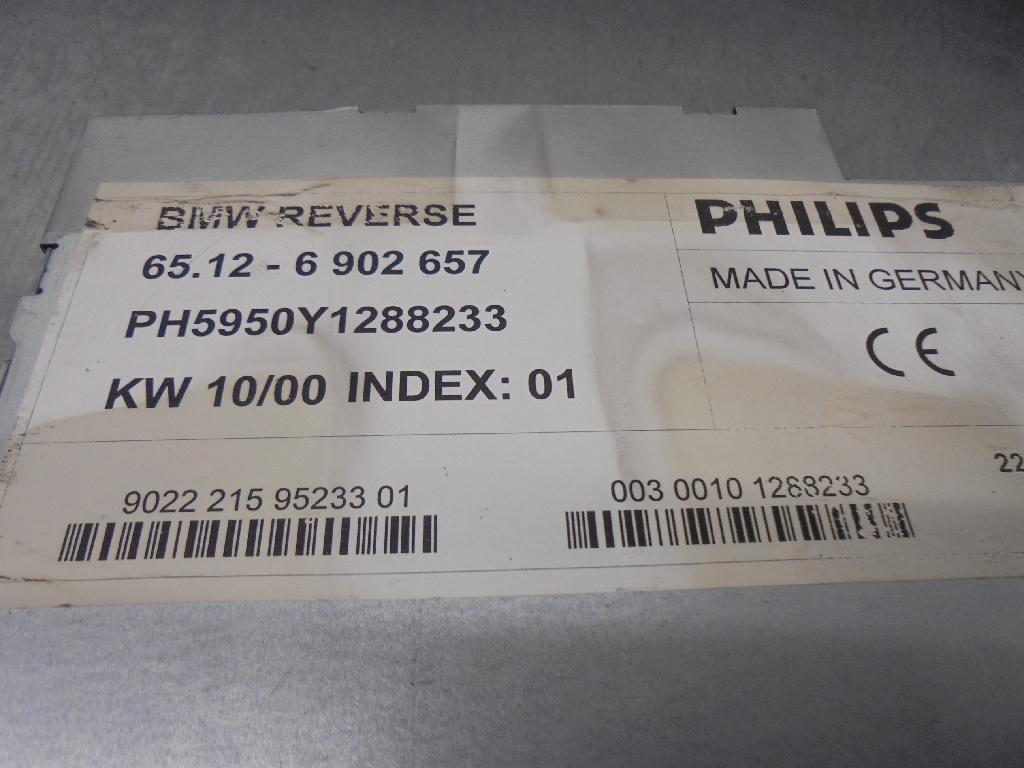 BMW REVERSE
65.12 - 6 902 657
PH5950Y1288233
KW 10/00 INDEX: 01
PHILIPS
MADE IN GERMANY
CE
22
9022 215 95233 01
003 0010 1288233